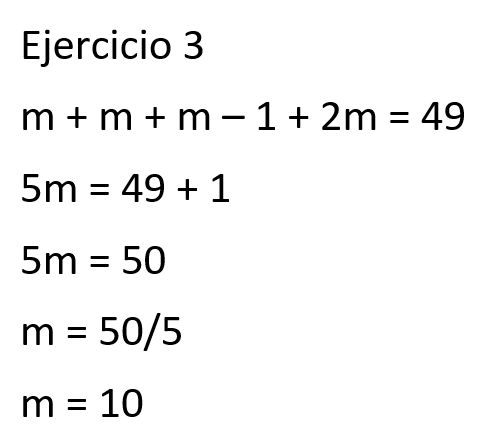 Ejercicio 3
m + m + m – 1 + 2m = 49
5m = 49 + 1
5m = 50
m = 50/5
m = 10